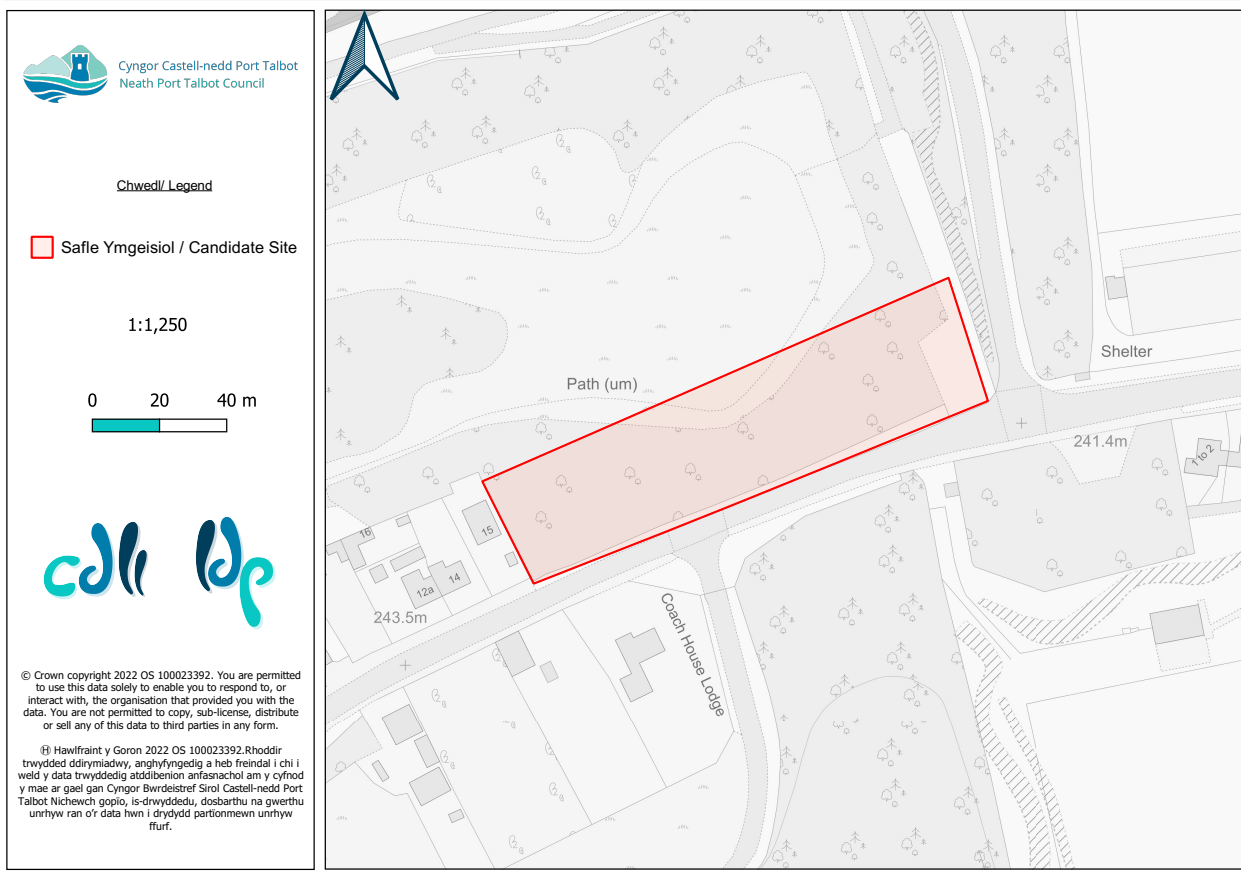 Cyngor Castell-nedd Port Talbot
Neath Port Talbot Council
Chwedl/ Legend
Safle Ymgeisiol / Candidate Site
1:1,250
0 20 40 m
cdll ldp
© Crown copyright 2022 OS 100023392. You are permitted
to use this data solely to enable you to respond to, or
interact with, the organisation that provided you with the
data. You are not permitted to copy, sub-license, distribute
or sell any of this data to third parties in any form.
Ⓗ Hawlfraint y Goron 2022 OS 100023392.Rhoddir
trwydded ddirymiadwy, anghyfyngedig a heb freindal i chi i
weld y data trwyddedig atddibenion anfasnachol am y cyfnod
y mae ar gael gan Cyngor Bwrdeistref Sirol Castell-nedd Port
Talbot Nichewch gopïo, is-drwyddedu, dosbarthu na gwerthu
unrhyw ran o'r data hwn i drydydd partïonmewn unrhyw
ffurf.
Path (um)
Shelter
241.4m
1 to 2
15
16
14
12a
243.5m
Coach House Lodge